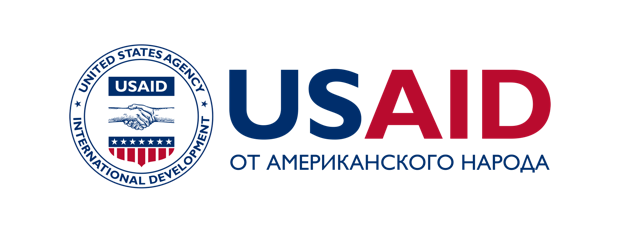 UNITED STATES AGENCY
USAID
INTERNATIONAL DEVELOPMENT
USAID
ОТ АМЕРИКАНСКОГО НАРОДА